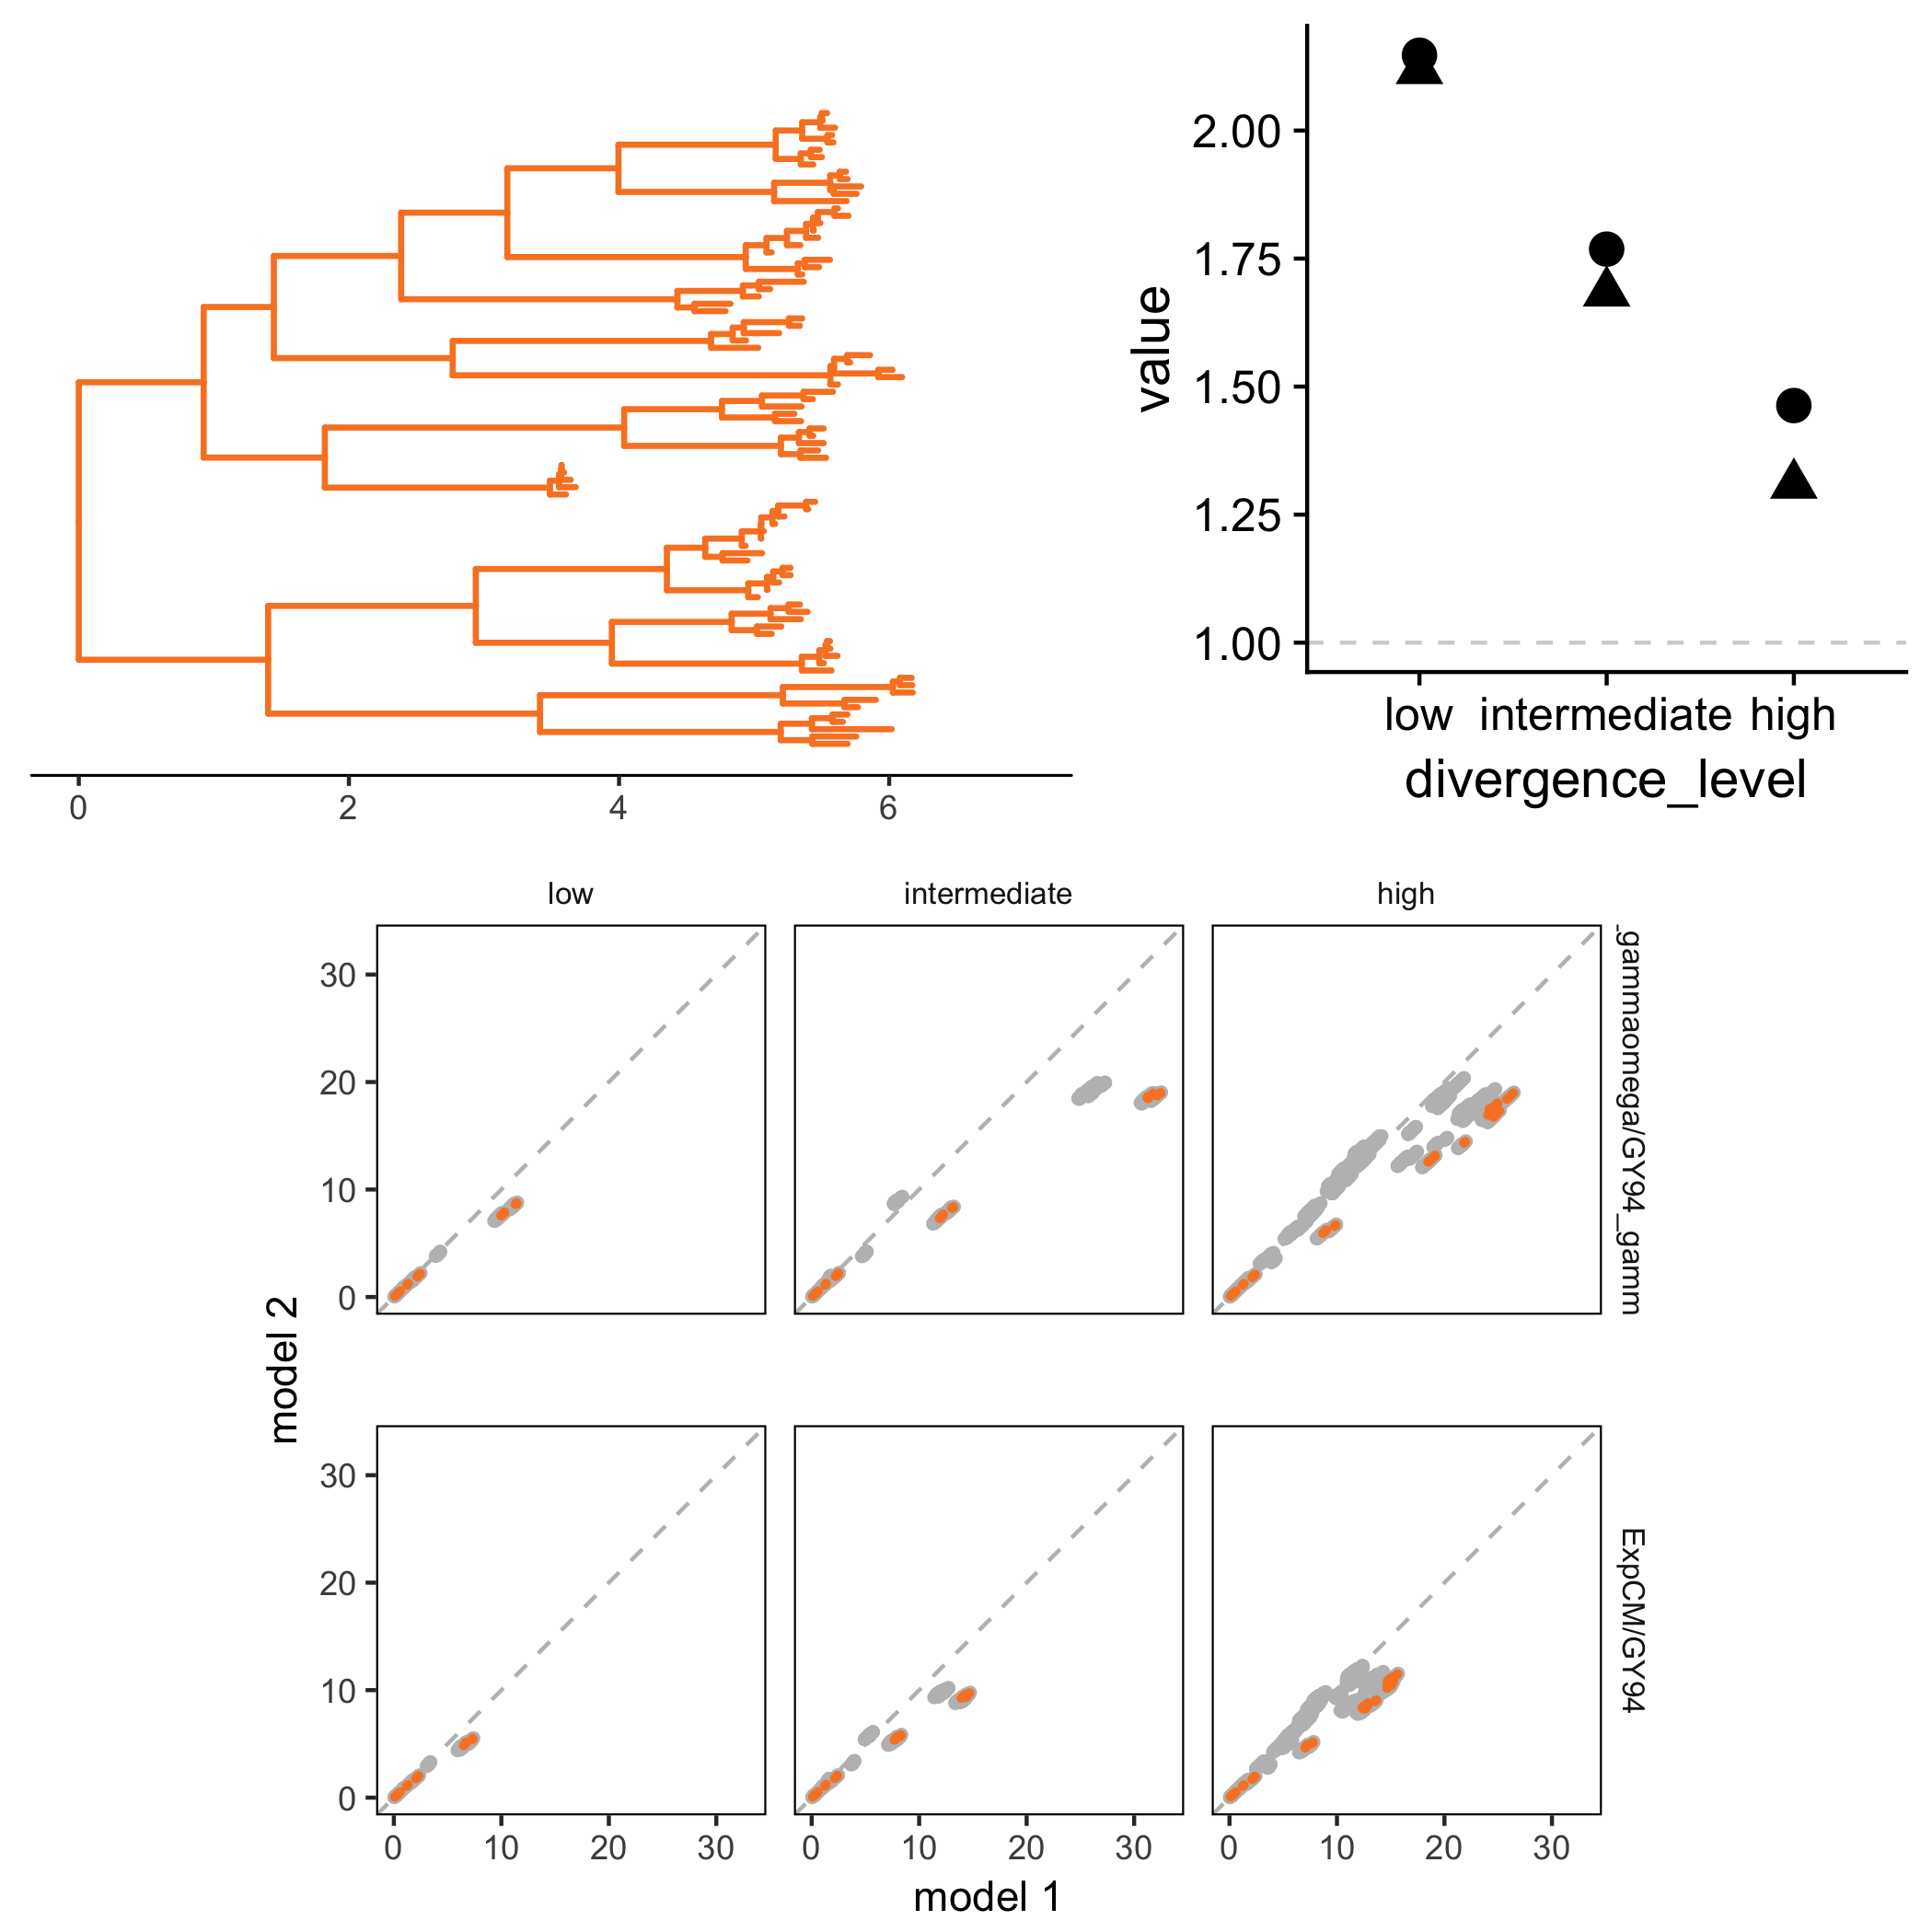 0 2 4 6
value
2.00
1.75
1.50
1.25
1.00
low intermediate high
divergence_level
low intermediate high
model 2
30
20
10
0
_gammaomega/GY94_gamm
30
20
10
0
ExpCM/GY94
0 10 20 30 0 10 20 30 0 10 20 30
model 1